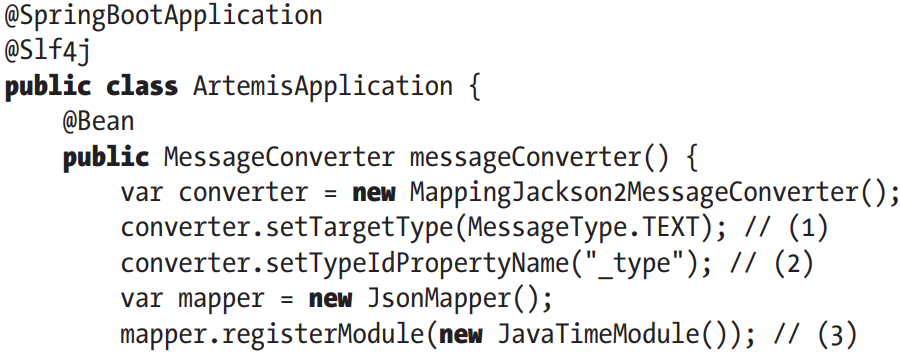 @SpringBootApplication
@Slf4j
public class ArtemisApplication {
@Bean
public MessageConverter messageConverter() {
var converter = new MappingJackson2MessageConverter();
converter.setTargetType(MessageType.TEXT); // (1)
converter.setTypeIdPropertyName("_type"); // (2)
var mapper = new JsonMapper();
mapper.registerModule(new JavaTimeModule()); // (3)